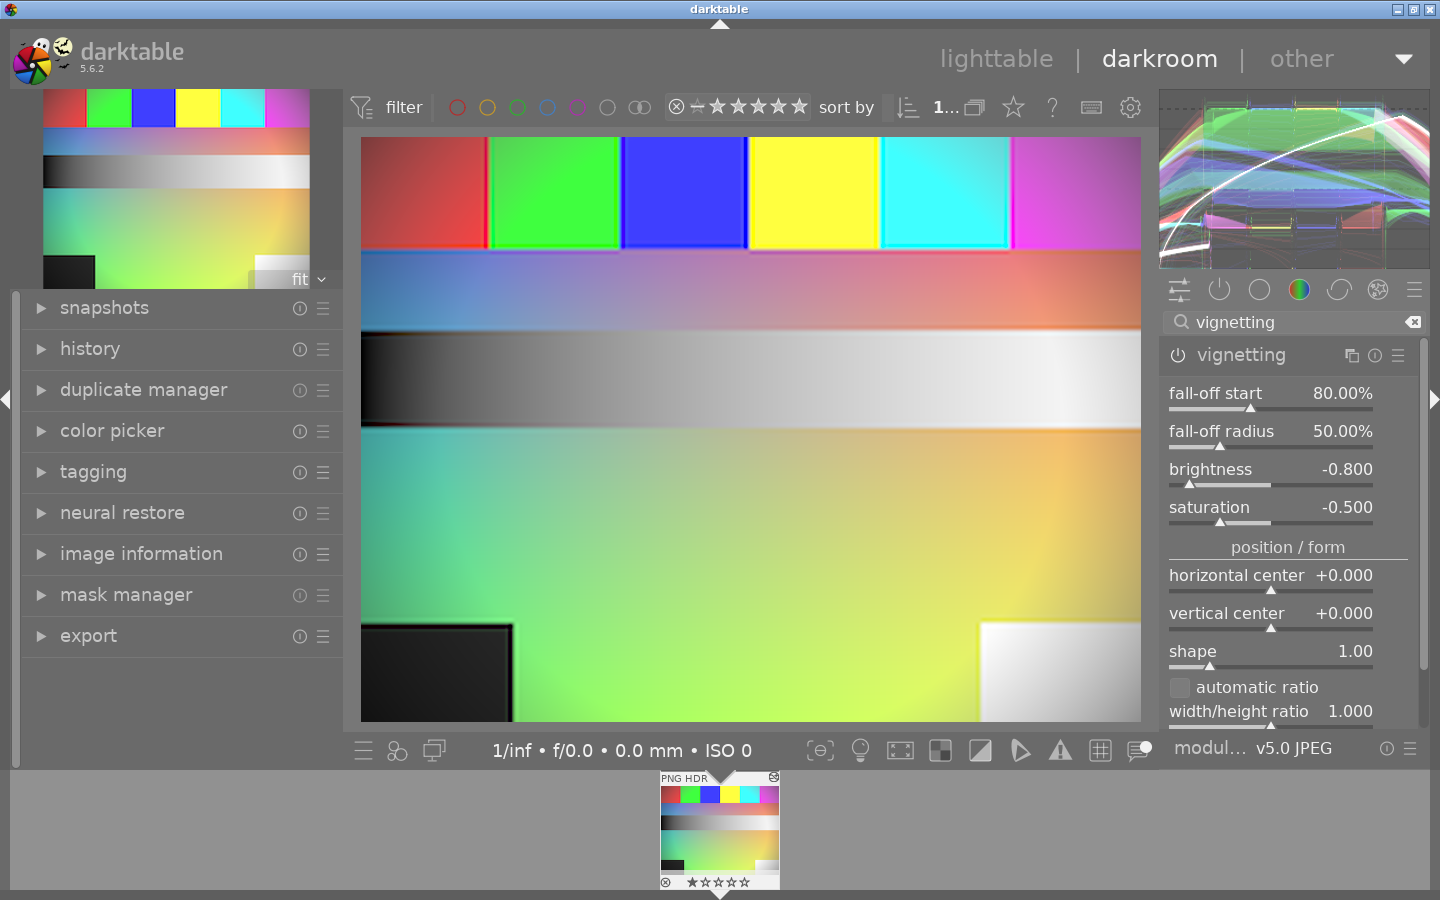 darktable
darktable
5.6.2
lighttable | darkroom | other
filter
sort by
1...
fit
snapshots
history
duplicate manager
color picker
tagging
neural restore
image information
mask manager
export
vignetting
vignetting
fall-off start 80.00%
fall-off radius 50.00%
brightness -0.800
saturation -0.500
position / form
horizontal center +0.000
vertical center +0.000
shape 1.00
automatic ratio
width/height ratio 1.000
1/inf • f/0.0 • 0.0 mm • ISO 0
modul... v5.0 JPEG
PNG HDR